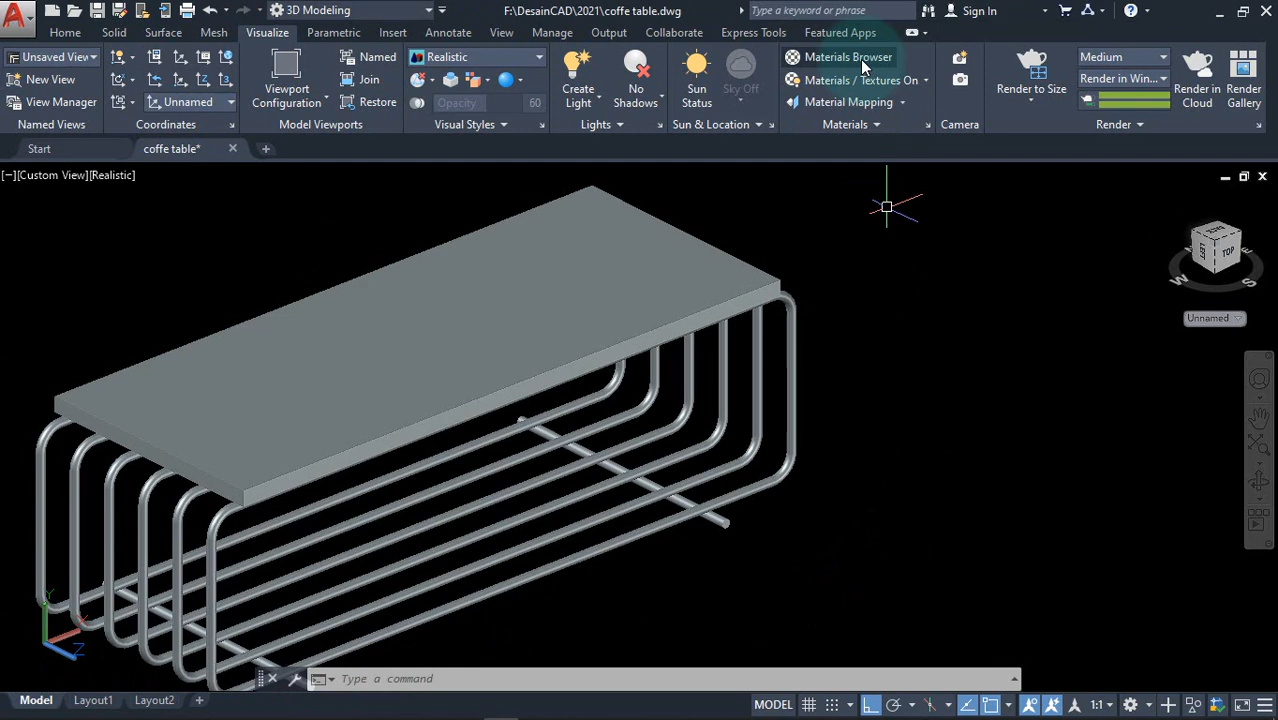 3D Modeling
F:\DesainCAD\2021\coffe table.dwg
Type a keyword or phrase
Sign In
Home Solid Surface Mesh Visualize Parametric Insert Annotate View Manage Output Collaborate Express Tools Featured Apps
Unsaved View
New View
View Manager
Named Views
Unnamed
Coordinates
Viewport
Configuration
Named
Join
Restore
Model Viewports
Realistic
Opacity 60
Visual Styles
Create
Light
No
Shadows
Lights
Sun
Status
Sky Off
Sun & Location
Materials Browser
Materials / Textures On
Material Mapping
Materials
Camera
Render to Size
Medium
Render in Win...
Render in
Cloud
Render
Gallery
Render
Start
coffe table*
[−][Custom View][Realistic]
TOP
LEFT
BACK
W
S
E
Unnamed
Y
X
Z
Type a command
Model Layout1 Layout2
MODEL
1:1